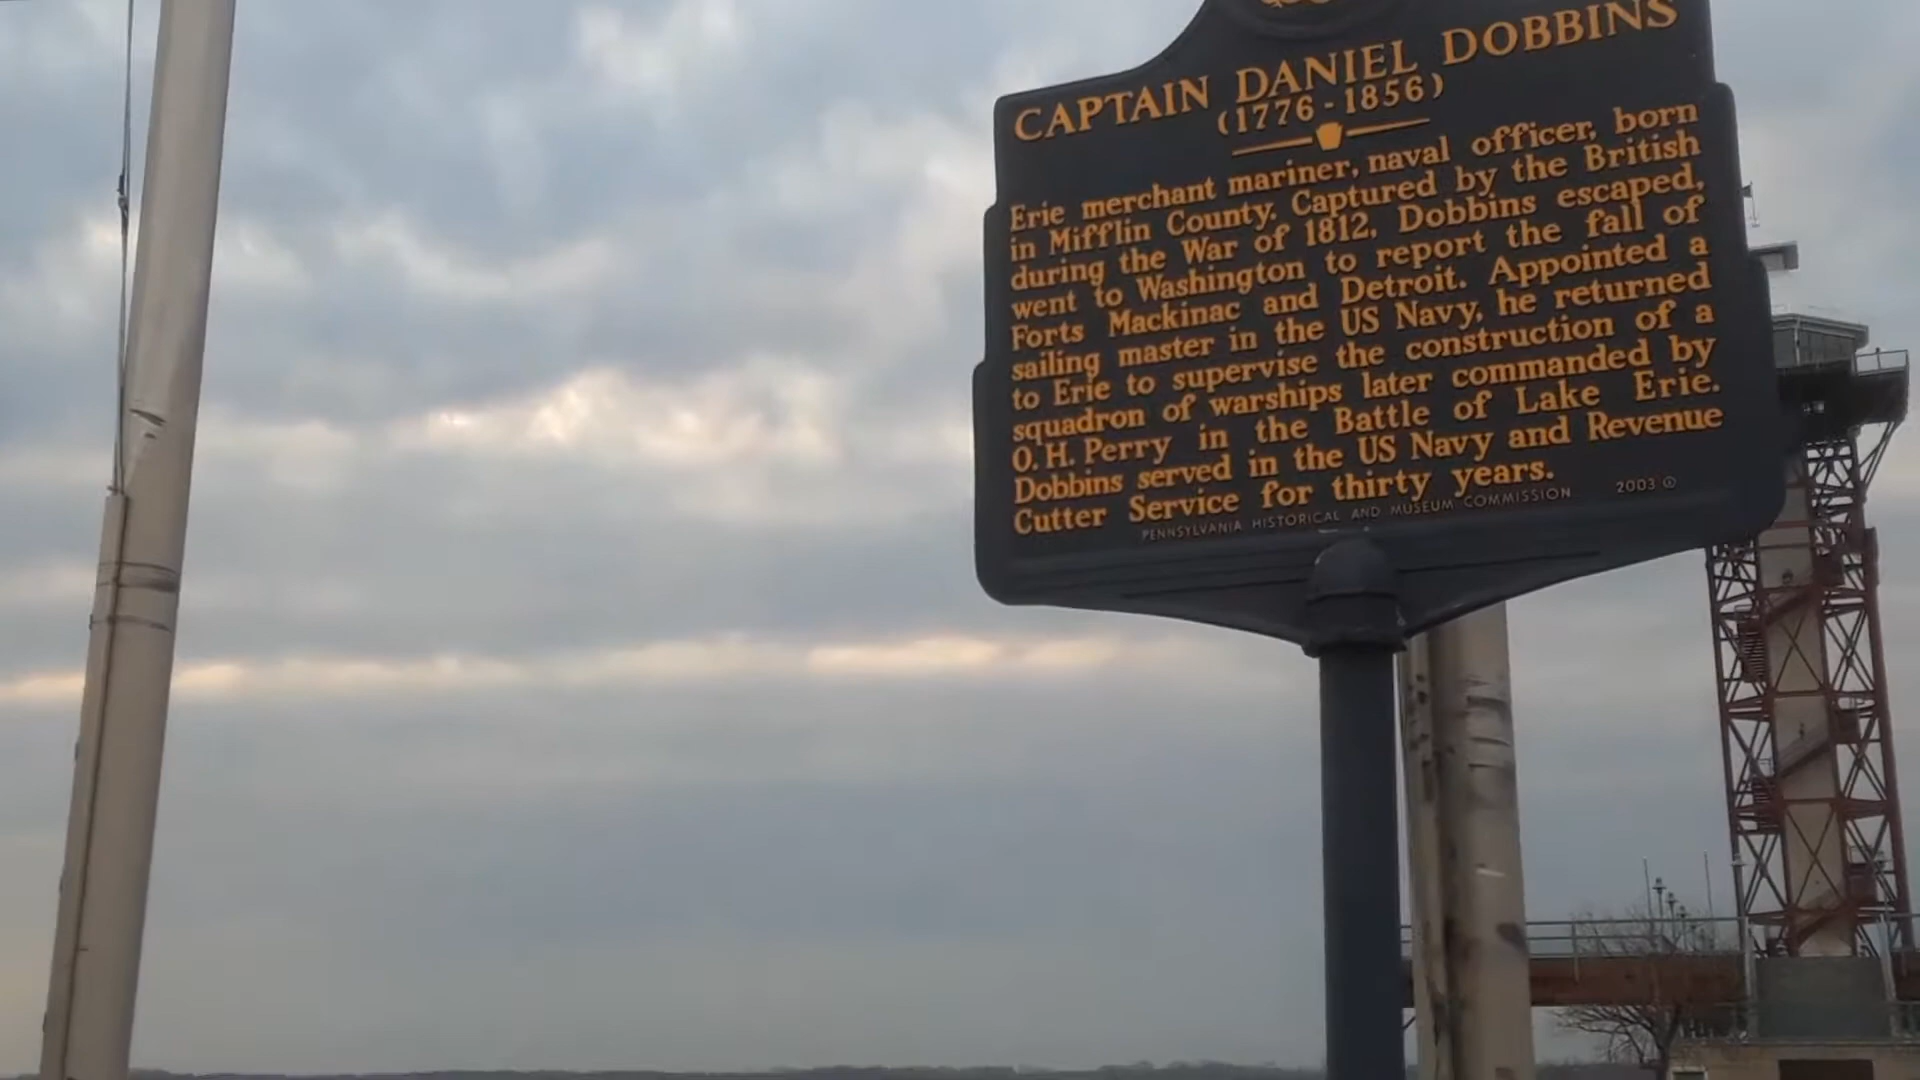 CAPTAIN DANIEL DOBBINS
(1776-1856)
Erie merchant mariner, naval officer, born
in Mifflin County. Captured by the British
during the War of 1812, Dobbins escaped,
went to Washington to report the fall of
Forts Mackinac and Detroit. Appointed a
sailing master in the US Navy, he returned
to Erie to supervise the construction of a
squadron of warships later commanded by
O.H. Perry in the Battle of Lake Erie.
Dobbins served in the US Navy and Revenue
Cutter Service for thirty years.
PENNSYLVANIA HISTORICAL AND MUSEUM COMMISSION 2003 ©